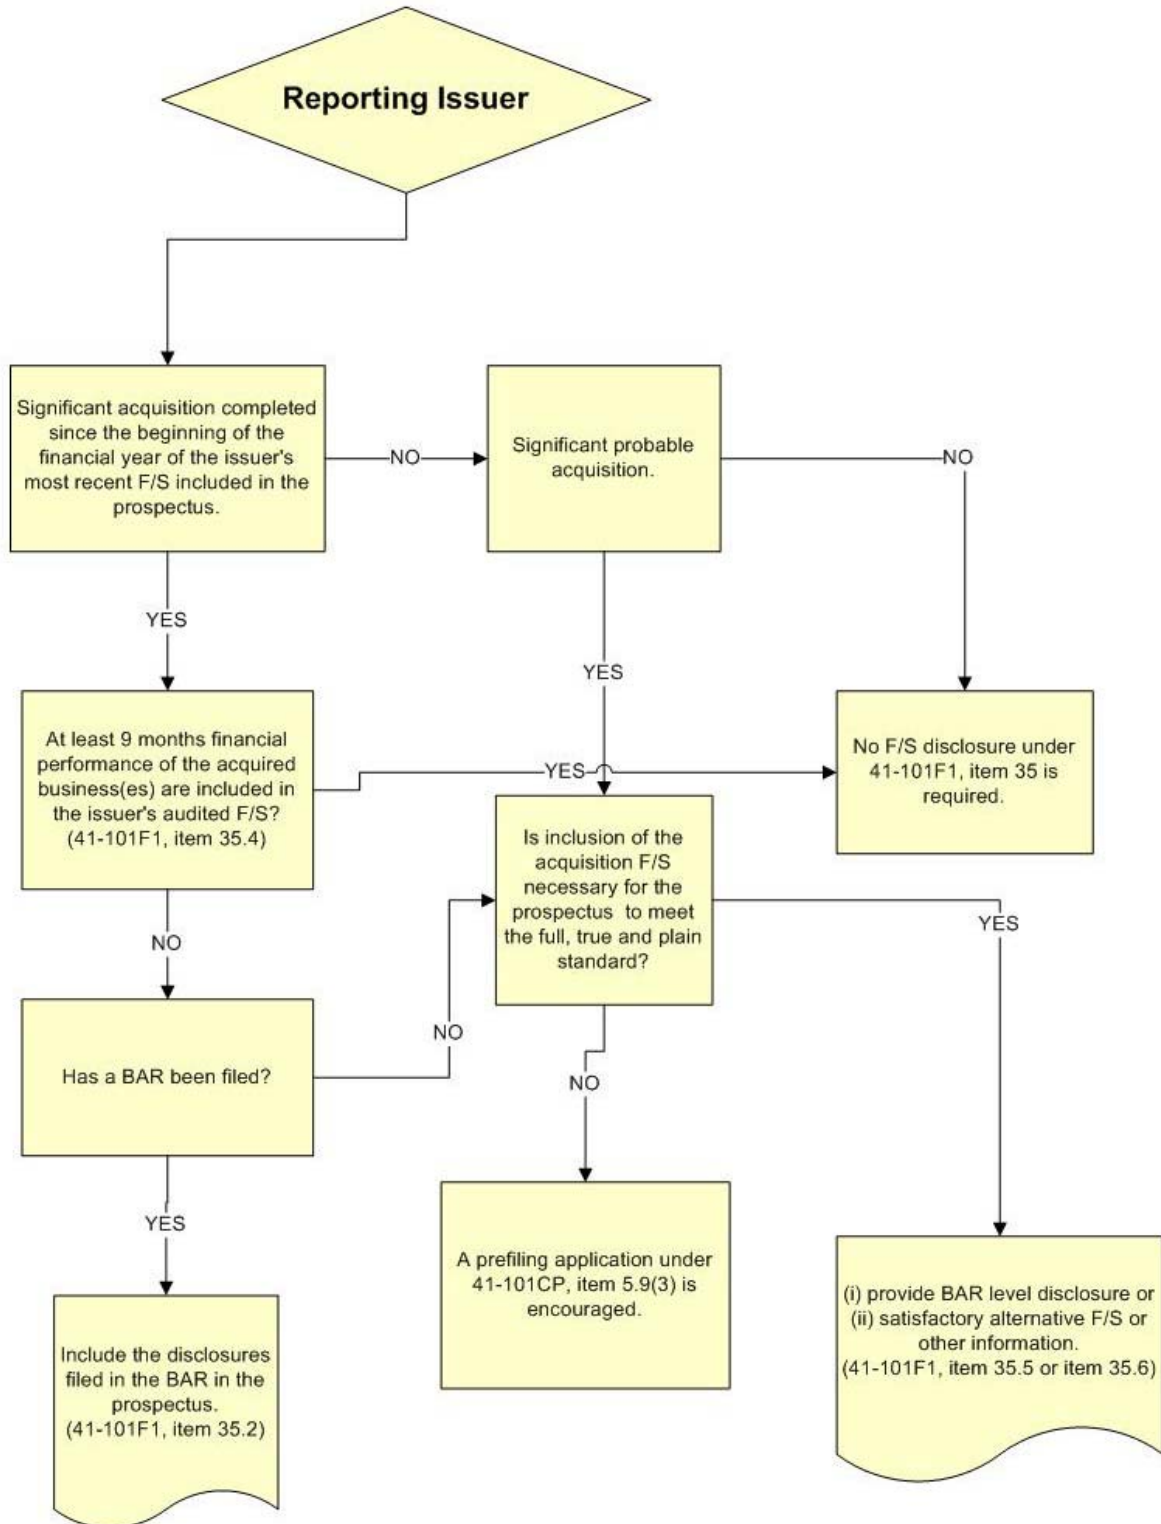 Reporting Issuer
Significant acquisition completed
since the beginning of the
financial year of the issuer's
most recent F/S included in the
prospectus.
NO
Significant probable
acquisition.
NO
YES
YES
At least 9 months financial
performance of the acquired
business(es) are included in
the issuer's audited F/S?
(41-101F1, item 35.4)
YES
No F/S disclosure under
41-101F1, item 35 is
required.
Is inclusion of the
acquisition F/S
necessary for the
prospectus to meet
the full, true and plain
standard?
YES
NO
Has a BAR been filed?
NO
NO
YES
A prefiling application under
41-101CP, item 5.9(3) is
encouraged.
(i) provide BAR level disclosure or
(ii) satisfactory alternative F/S or
other information.
(41-101F1, item 35.5 or item 35.6)
Include the disclosures
filed in the BAR in the
prospectus.
(41-101F1, item 35.2)